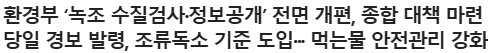 환경부 ‘녹조 수질검사·정보공개’ 전면 개편, 종합 대책 마련
당일 경보 발령, 조류독소 기준 도입… 먹는물 안전관리 강화